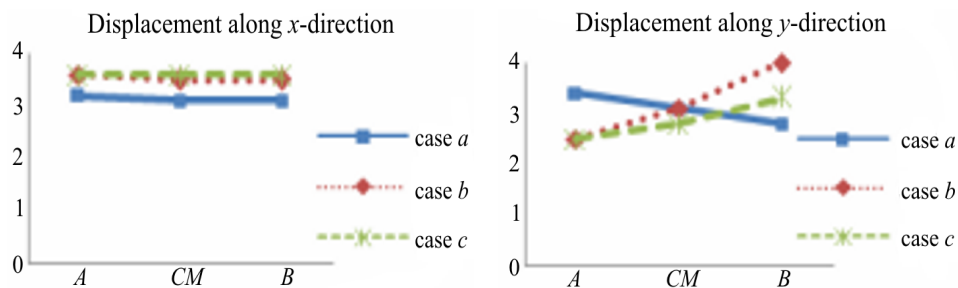 Displacement along x-direction
4
3
2
1
0
A CM B
case a
case b
case c
Displacement along y-direction
4
3
2
1
0
A CM B
case a
case b
case c